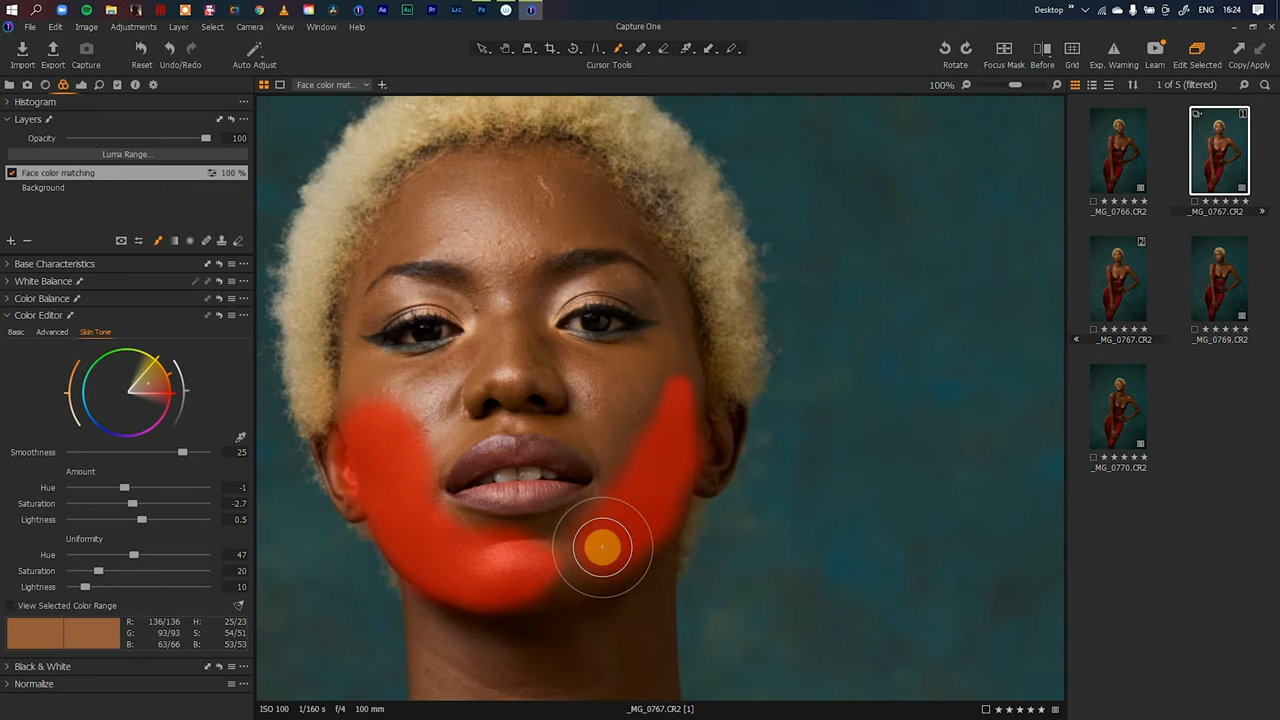 Desktop
ENG
16:24
File Edit Image Adjustments Layer Select Camera View Window Help
Capture One
Import Export Capture Reset Undo/Redo Auto Adjust Cursor Tools Rotate Focus Mask Before Grid Exp. Warning Learn Edit Selected Copy/Apply
Face color mat...
100%
1 of 5 (filtered)
Histogram
Layers
Opacity 100
Luma Range...
Face color matching 100 %
Background
Base Characteristics
White Balance
Color Balance
Color Editor
Basic Advanced Skin Tone
Smoothness 25
Amount
Hue -1
Saturation -2.7
Lightness 0.5
Uniformity
Hue 47
Saturation 20
Lightness 10
View Selected Color Range
R: 136/136 H: 25/23
G: 93/93 S: 54/51
B: 63/66 L: 53/53
Black & White
Normalize
ISO 100 1/160 s f/4 100 mm
_MG_0767.CR2 [1]
1
_MG_0766.CR2 _MG_0767.CR2
2
_MG_0767.CR2 _MG_0769.CR2
_MG_0770.CR2